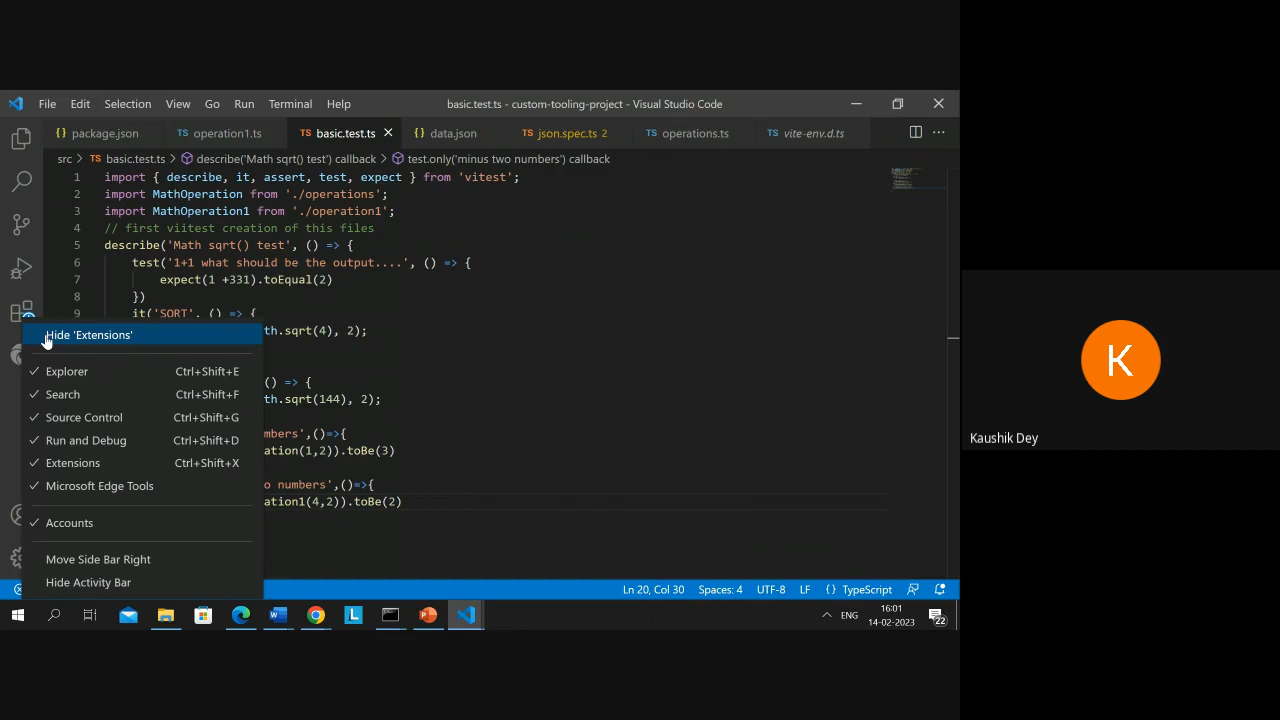 File Edit Selection View Go Run Terminal Help
basic.test.ts - custom-tooling-project - Visual Studio Code
{} package.json
TS operation1.ts
TS basic.test.ts
{} data.json
TS json.spec.ts 2
TS operations.ts
TS vite-env.d.ts
src > TS basic.test.ts > describe('Math sqrt() test') callback > test.only('minus two numbers') callback
1 import { describe, it, assert, test, expect } from 'vitest';
2 import MathOperation from './operations';
3 import MathOperation1 from './operation1';
4 // first viitest creation of this files
5 describe('Math sqrt() test', () => {
6 test('1+1 what should be the output....', () => {
7 expect(1 +331).toEqual(2)
8 })
9 it('SQRT', () => {
th.sqrt(4), 2);
() => {
th.sqrt(144), 2);
mbers',()=>{
ation(1,2)).toBe(3)
o numbers',()=>{
ation1(4,2)).toBe(2)
Hide 'Extensions'
Explorer Ctrl+Shift+E
Search Ctrl+Shift+F
Source Control Ctrl+Shift+G
Run and Debug Ctrl+Shift+D
Extensions Ctrl+Shift+X
Microsoft Edge Tools
Accounts
Move Side Bar Right
Hide Activity Bar
Ln 20, Col 30 Spaces: 4 UTF-8 LF {} TypeScript
L
ENG
16:01
14-02-2023
22
K
Kaushik Dey